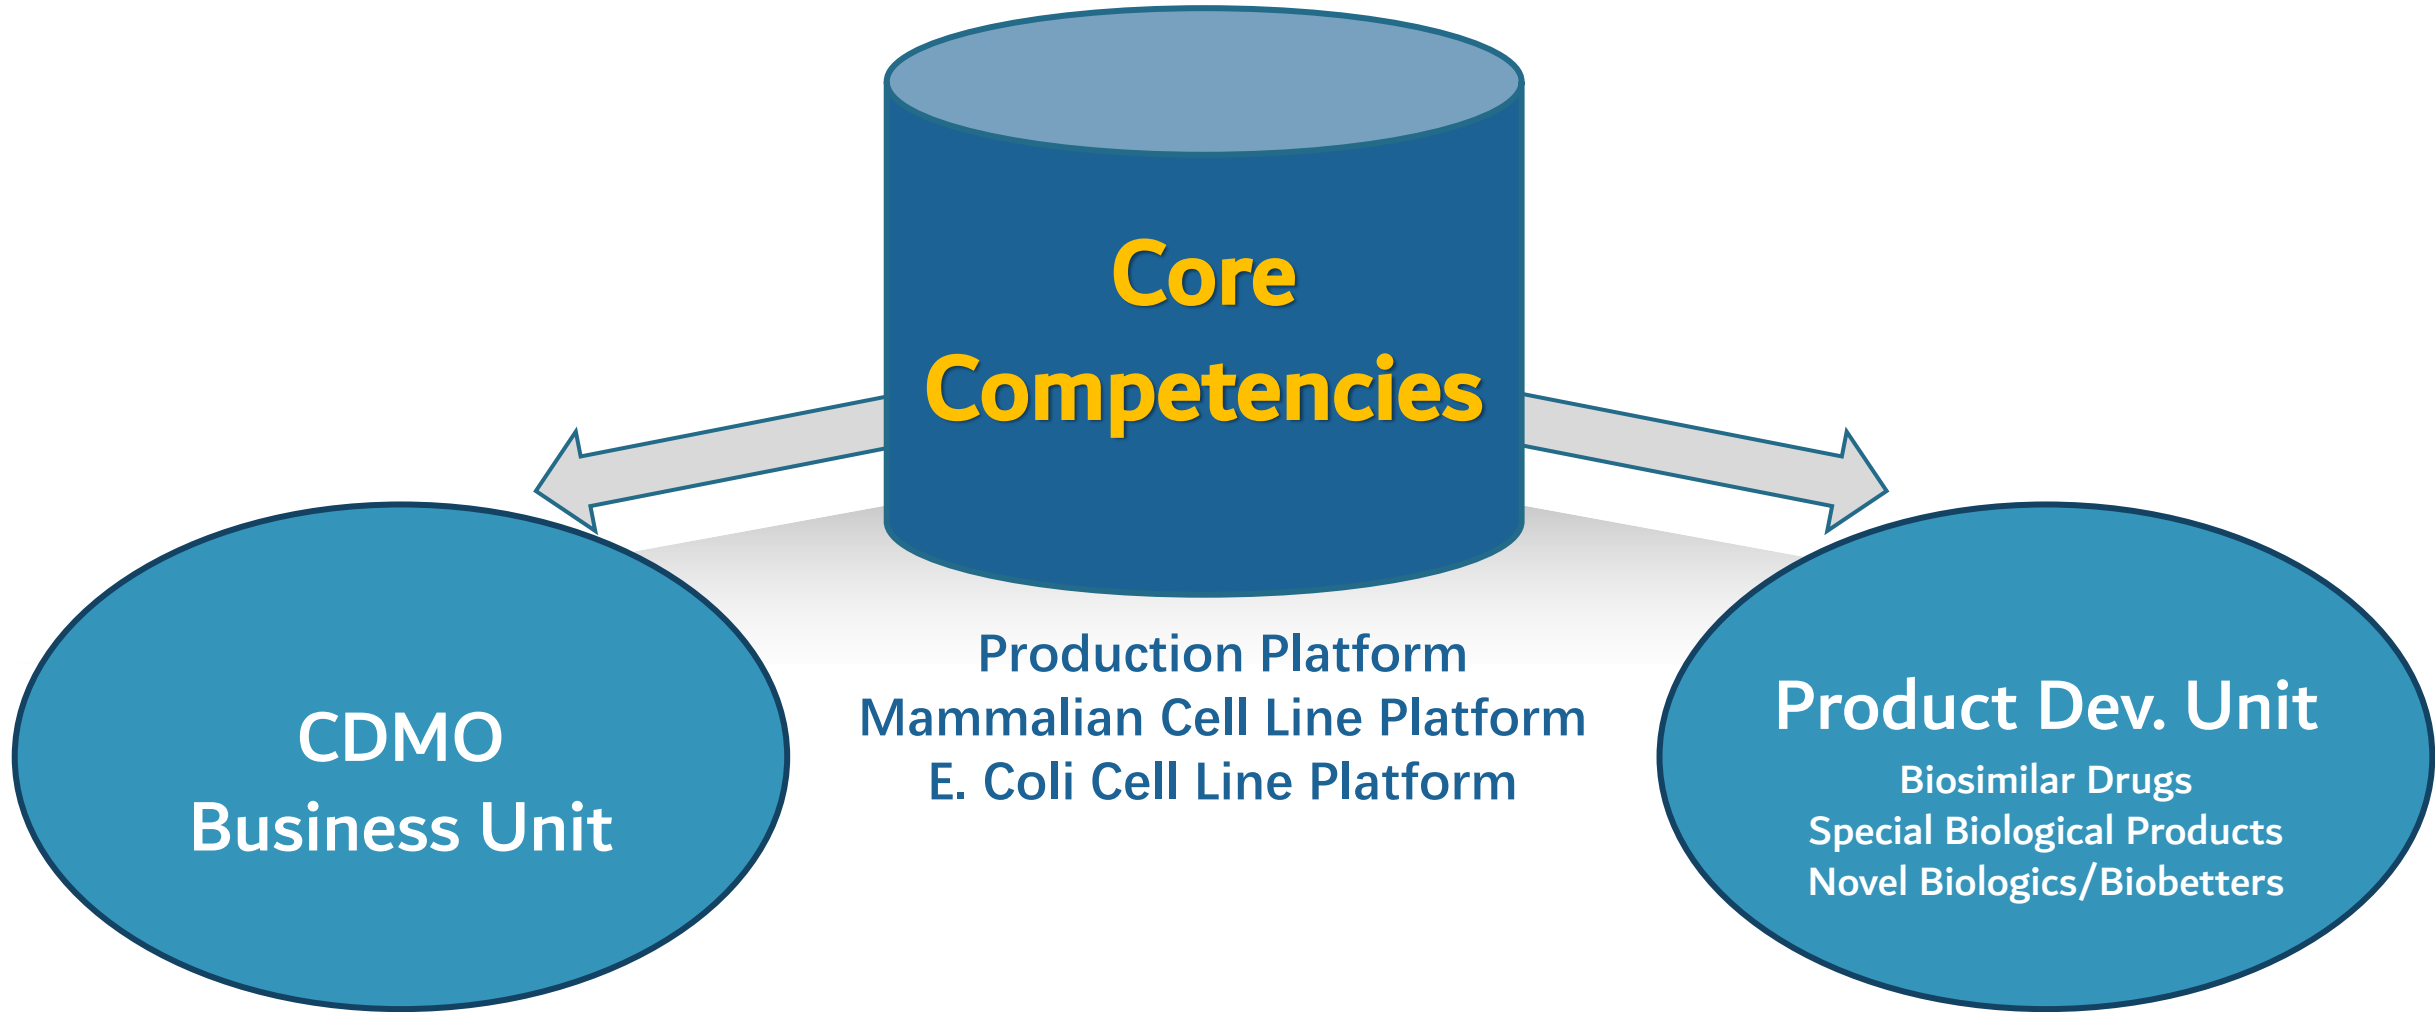 Core
Competencies
Production Platform
Mammalian Cell Line Platform
E. Coli Cell Line Platform
CDMO
Business Unit
Product Dev. Unit
Biosimilar Drugs
Special Biological Products
Novel Biologics/Biobetters